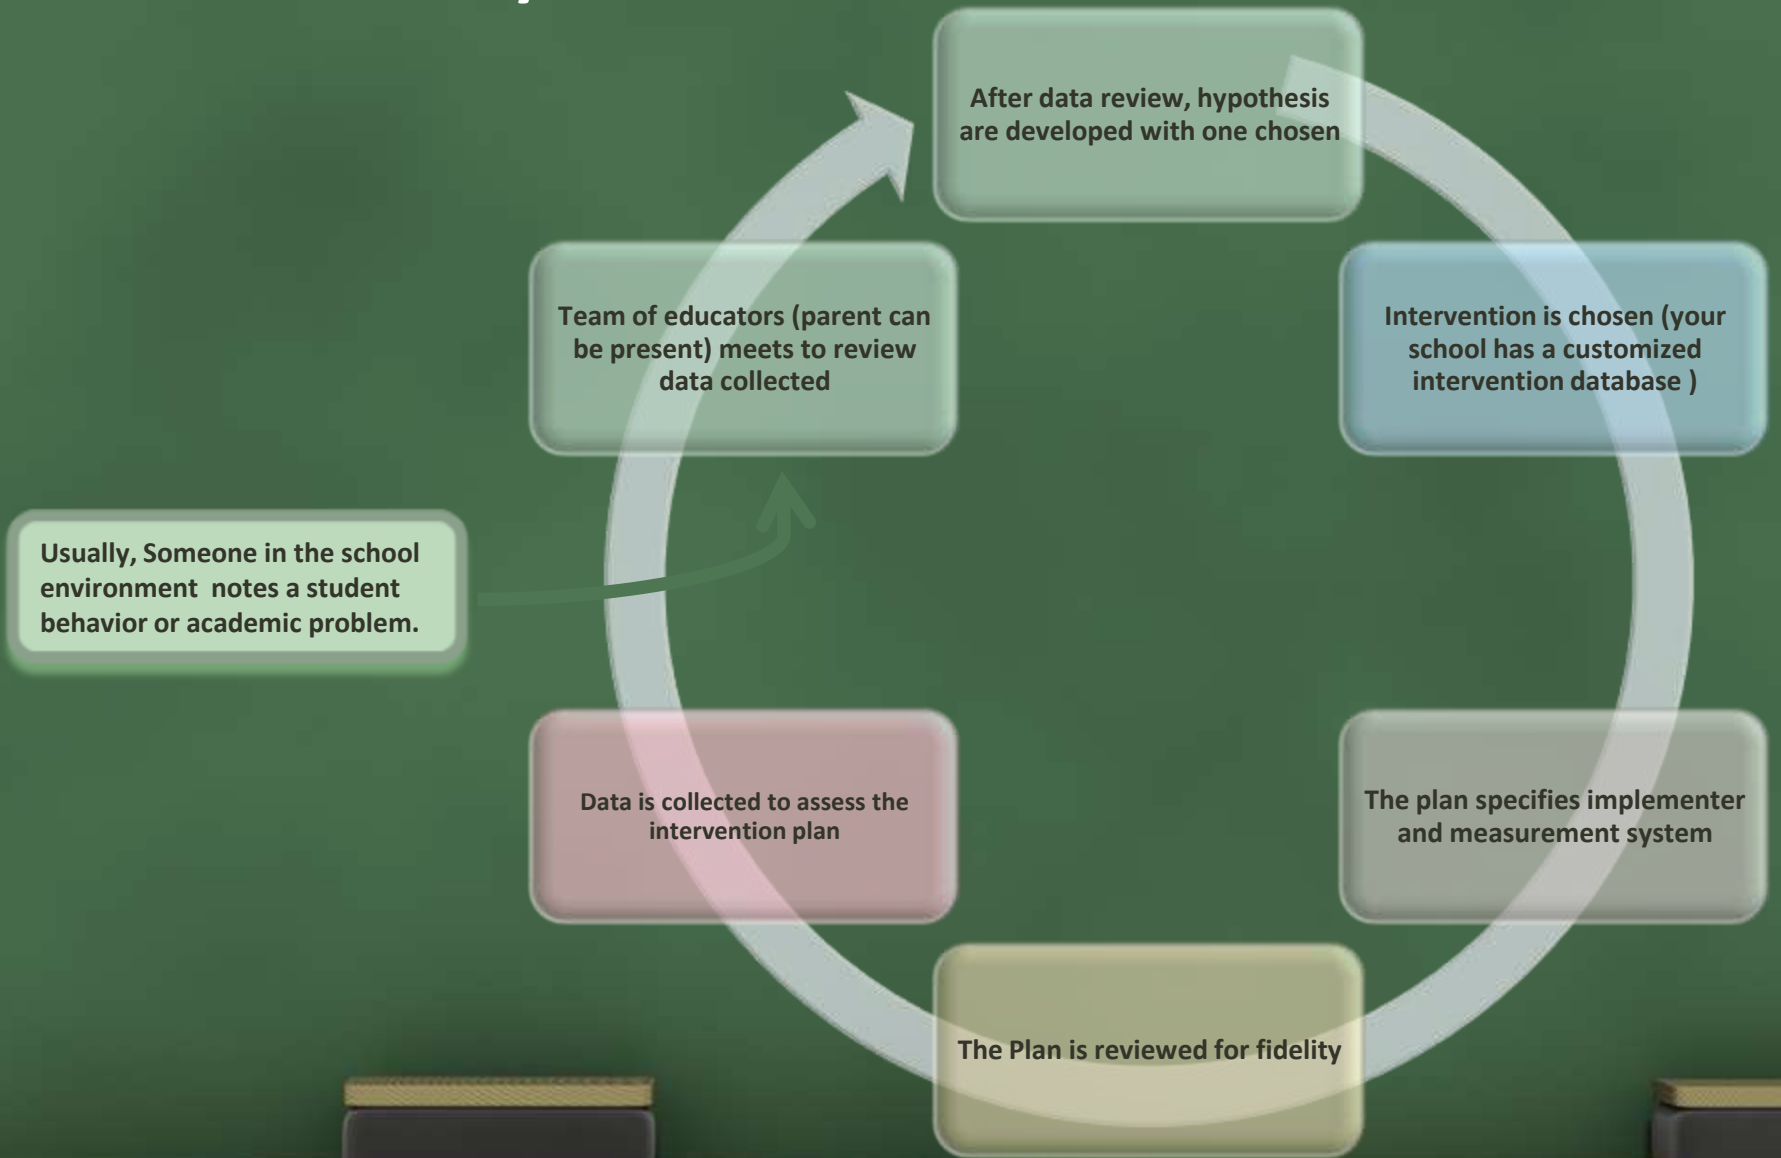 After data review, hypothesis
are developed with one chosen
Team of educators (parent can
be present) meets to review
data collected
Intervention is chosen (your
school has a customized
intervention database )
Usually, Someone in the school
environment  notes a student
behavior or academic problem.
Data is collected to assess the
intervention plan
The plan specifies implementer
and measurement system
The Plan is reviewed for fidelity